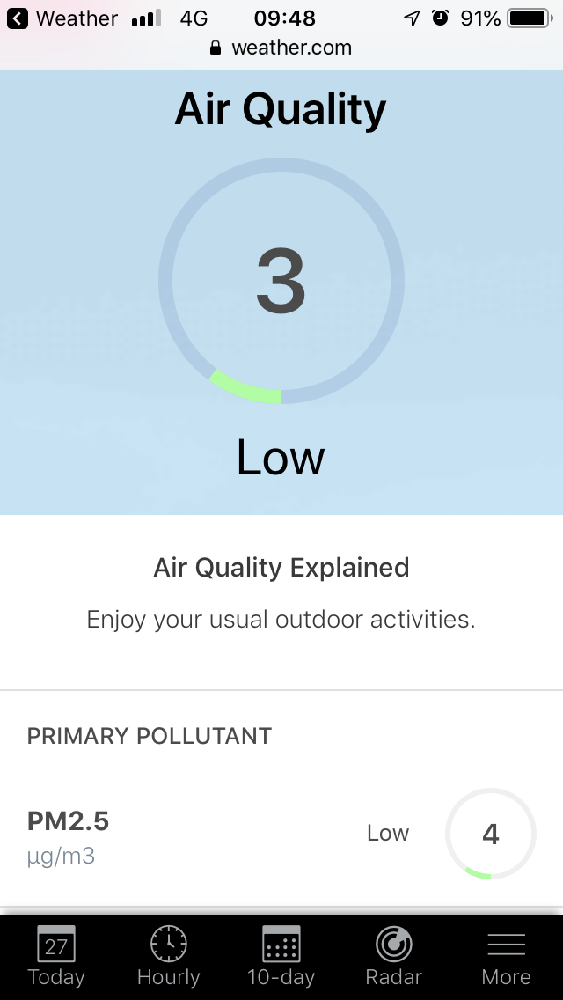 Weather 4G 09:48 91%
weather.com
Air Quality
3
Low
Air Quality Explained
Enjoy your usual outdoor activities.
PRIMARY POLLUTANT
PM2.5
Low 4
µg/m3
27
Today Hourly 10-day Radar More